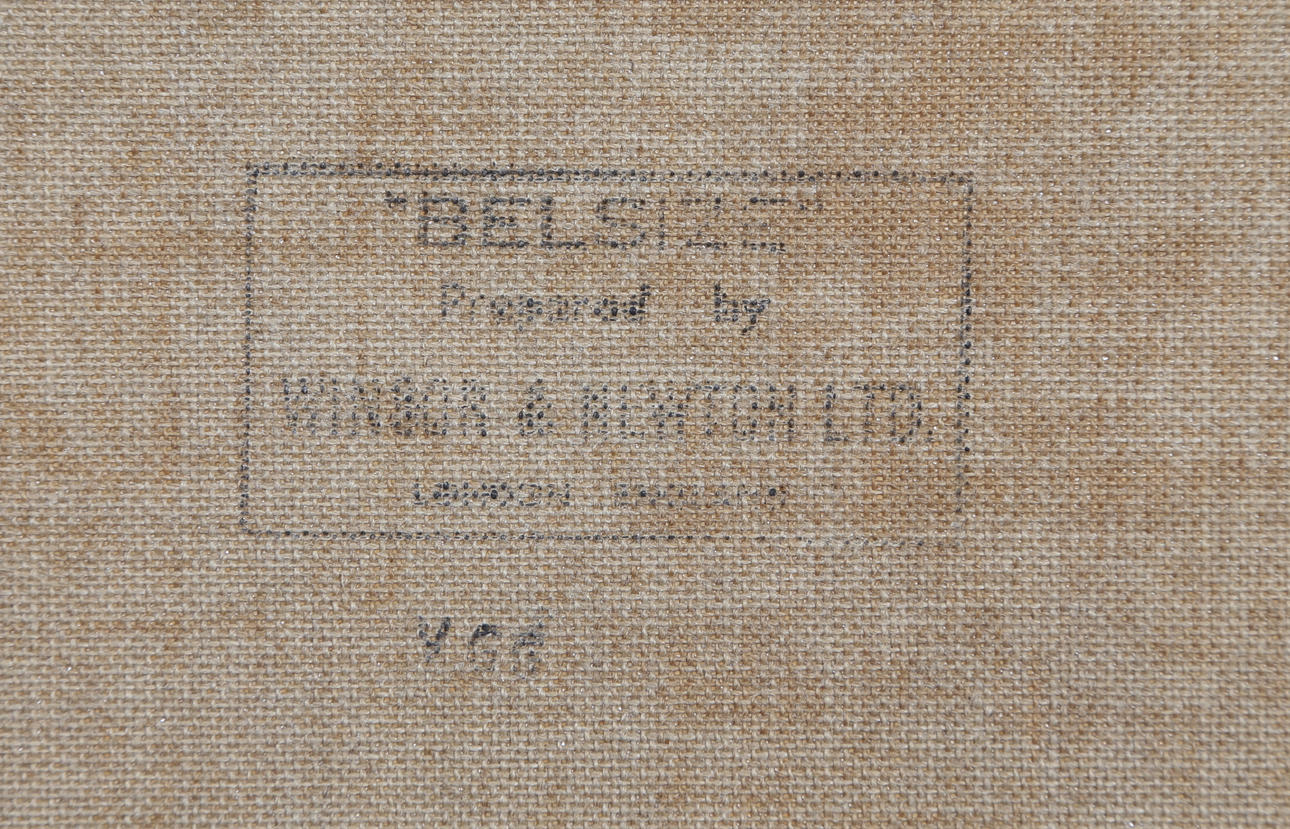 "BELSIZE"
Prepared by
WINSOR & NEWTON LTD.
LONDON ENGLAND